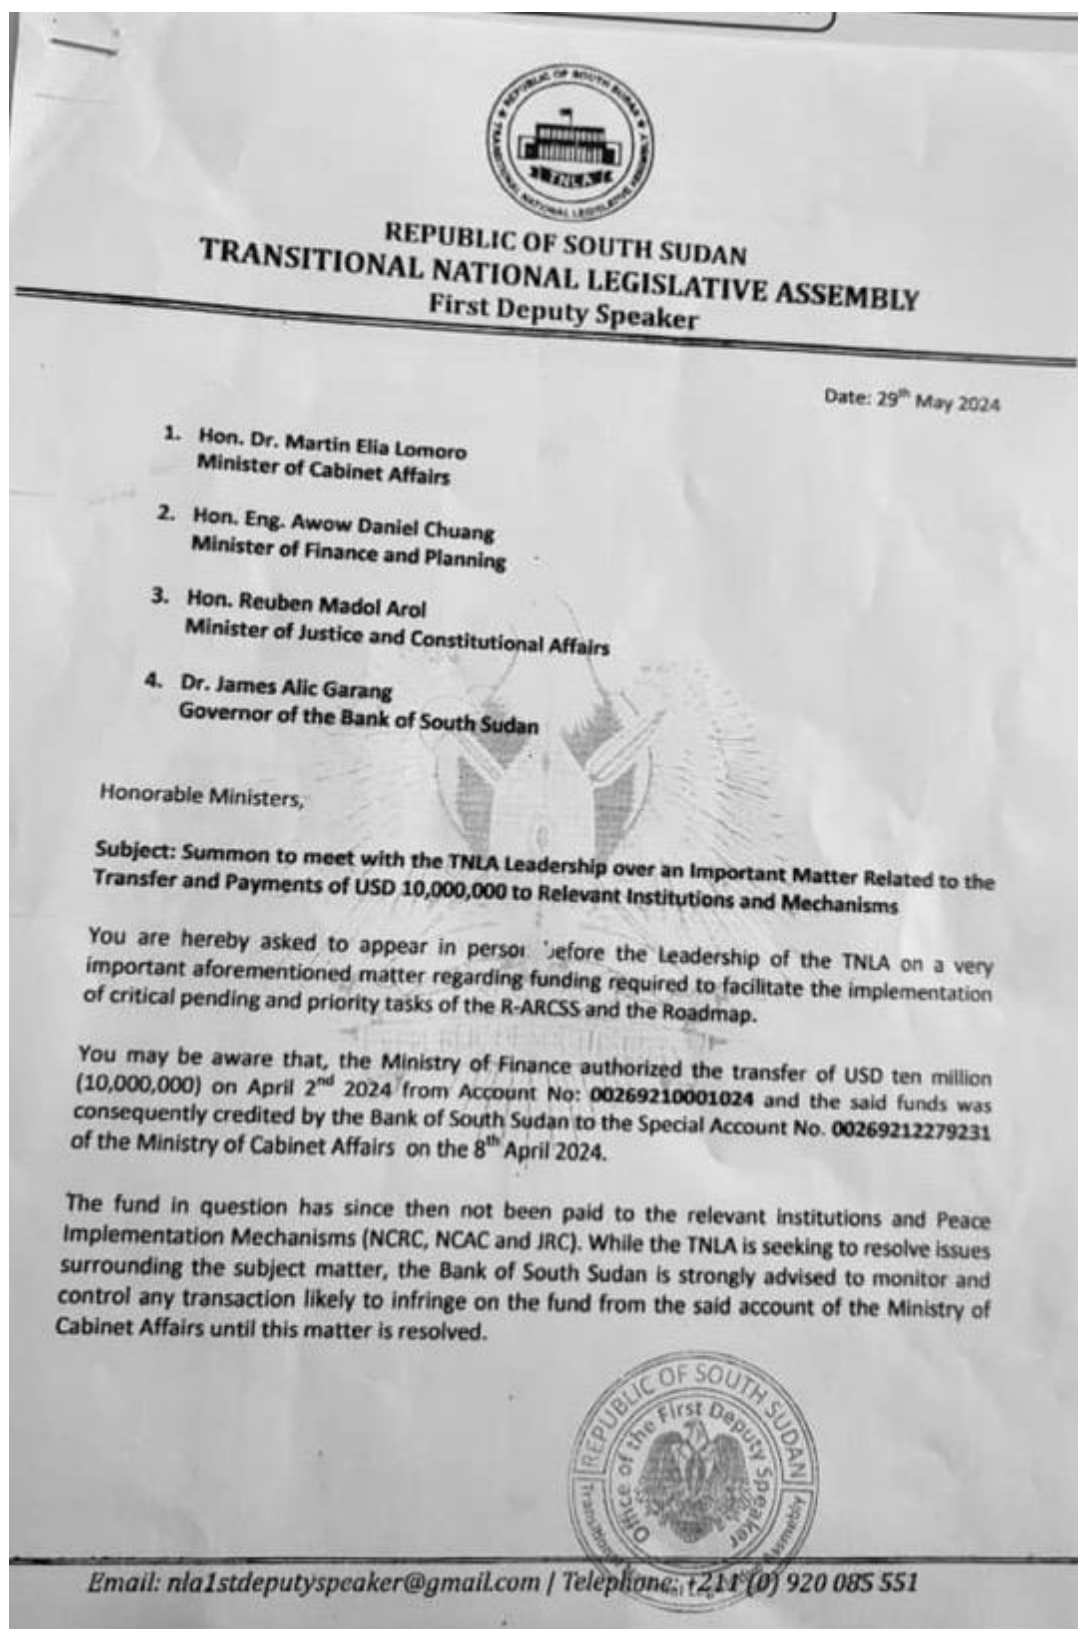 REPUBLIC OF SOUTH SUDAN
TRANSITIONAL NATIONAL LEGISLATIVE ASSEMBLY
TNLA
REPUBLIC OF SOUTH SUDAN
TRANSITIONAL NATIONAL LEGISLATIVE ASSEMBLY
First Deputy Speaker
Date: 29th May 2024
1. Hon. Dr. Martin Elia Lomoro
Minister of Cabinet Affairs
2. Hon. Eng. Awow Daniel Chuang
Minister of Finance and Planning
3. Hon. Reuben Madol Arol
Minister of Justice and Constitutional Affairs
4. Dr. James Alic Garang
Governor of the Bank of South Sudan
Honorable Ministers,
Subject: Summon to meet with the TNLA Leadership over an Important Matter Related to the
Transfer and Payments of USD 10,000,000 to Relevant Institutions and Mechanisms
You are hereby asked to appear in person before the Leadership of the TNLA on a very
important aforementioned matter regarding funding required to facilitate the implementation
of critical pending and priority tasks of the R-ARCSS and the Roadmap.
You may be aware that, the Ministry of Finance authorized the transfer of USD ten million
(10,000,000) on April 2nd 2024 from Account No: 00269210001024 and the said funds was
consequently credited by the Bank of South Sudan to the Special Account No. 00269212279231
of the Ministry of Cabinet Affairs on the 8th April 2024.
The fund in question has since then not been paid to the relevant institutions and Peace
Implementation Mechanisms (NCRC, NCAC and JRC). While the TNLA is seeking to resolve issues
surrounding the subject matter, the Bank of South Sudan is strongly advised to monitor and
control any transaction likely to infringe on the fund from the said account of the Ministry of
Cabinet Affairs until this matter is resolved.
REPUBLIC OF SOUTH SUDAN
Office of the First Deputy Speaker
Email: nla1stdeputyspeaker@gmail.com | Telephone: +211 (0) 920 085 551